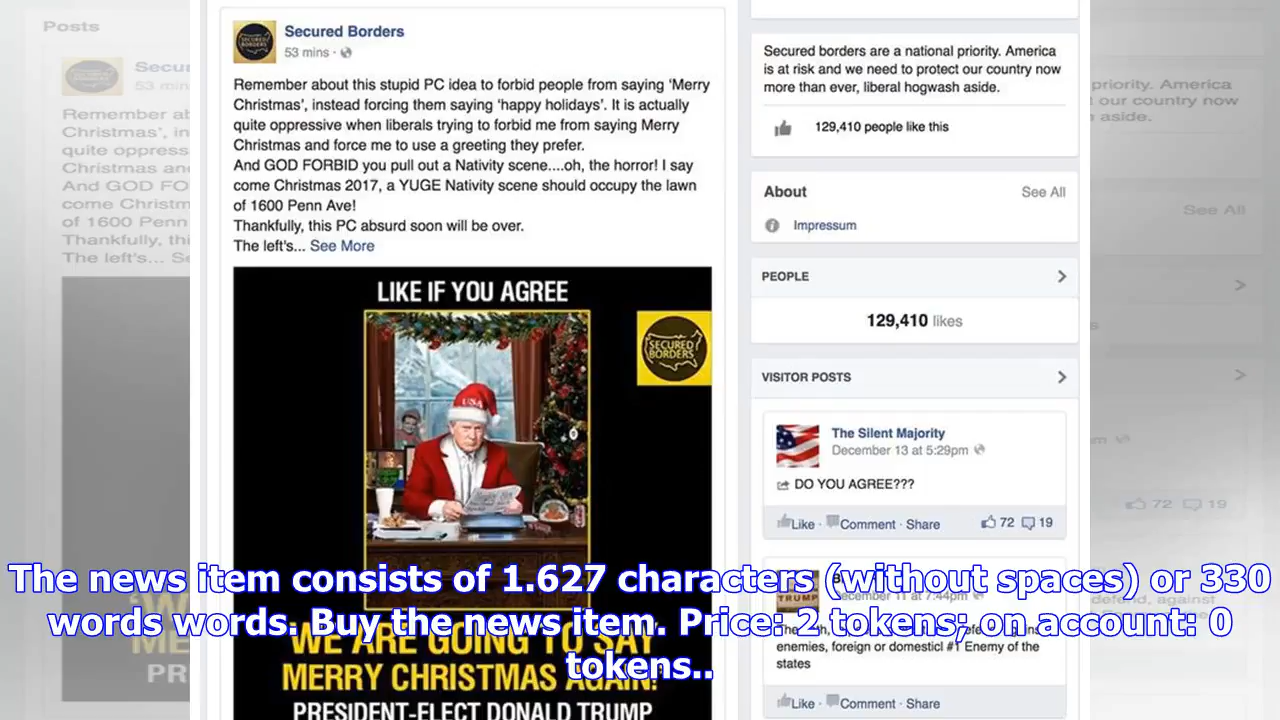 Posts
Secured Borders
53 mins ·
Remember about this stupid PC idea to forbid people from saying 'Merry
Christmas', instead forcing them saying 'happy holidays'. It is actually
quite oppressive when liberals trying to forbid me from saying Merry
Christmas and force me to use a greeting they prefer.
And GOD FORBID you pull out a Nativity scene....oh, the horror! I say
come Christmas 2017, a YUGE Nativity scene should occupy the lawn
of 1600 Penn Ave!
Thankfully, this PC absurd soon will be over.
The left's... See More
LIKE IF YOU AGREE
SECURED
BORDERS
USA
WE ARE GOING TO SAY
MERRY CHRISTMAS AGAIN!
PRESIDENT-ELECT DONALD TRUMP
Secured borders are a national priority. America
is at risk and we need to protect our country now
more than ever, liberal hogwash aside.
129,410 people like this
About
See All
Impressum
PEOPLE
129,410 likes
VISITOR POSTS
The Silent Majority
December 13 at 5:29pm
DO YOU AGREE???
Like · Comment · Share
72 19
TRUMP
December 11 at 7:44pm
enemies, foreign or domestic! #1 Enemy of the
states
Like · Comment · Share
The news item consists of 1.627 characters (without spaces) or 330
words words. Buy the news item. Price: 2 tokens; on account: 0
tokens..